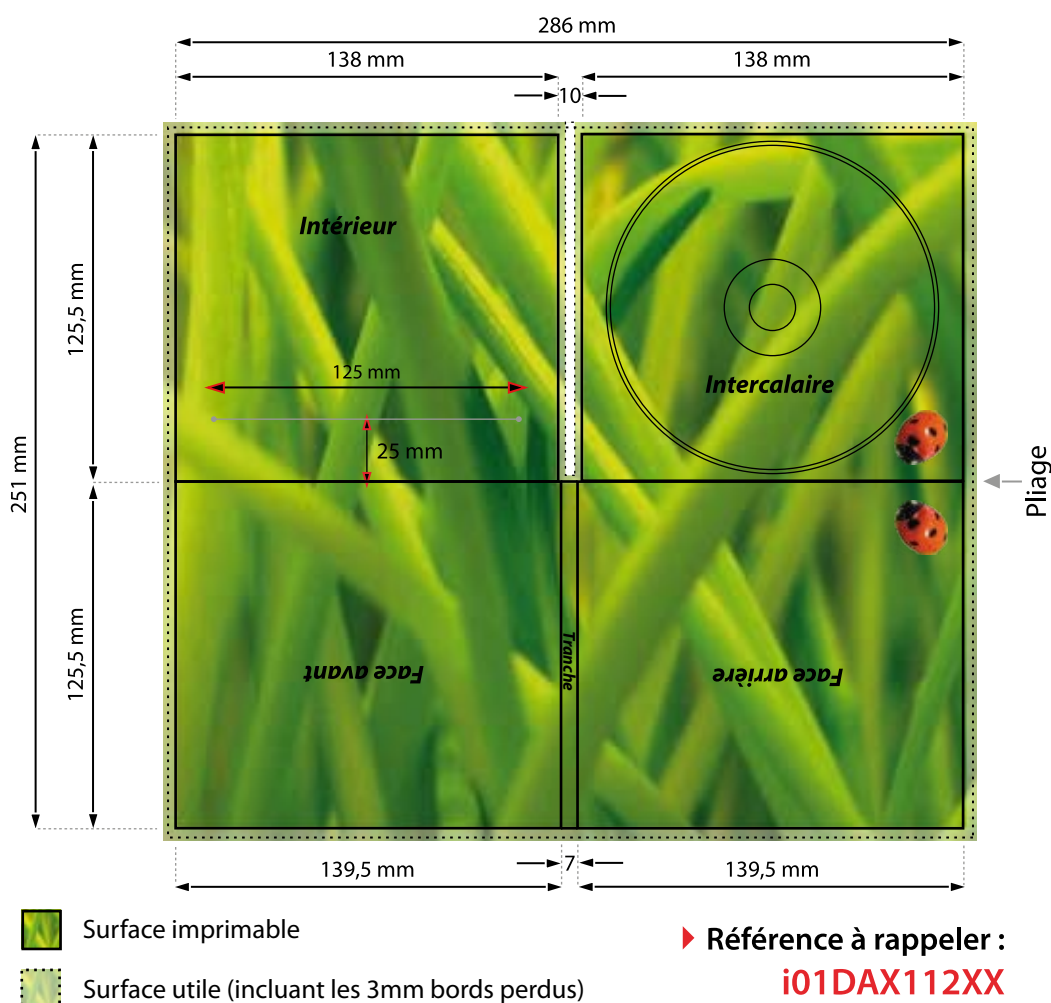 286 mm
138 mm
138 mm
10
Intérieur
125,5 mm
125 mm
Intercalaire
25 mm
251 mm
Pliage
125,5 mm
Face avant
Tranche
Face arrière
139,5 mm
7
139,5 mm
Surface imprimable
Référence à rappeler :
i01DAX112XX
Surface utile (incluant les 3mm bords perdus)